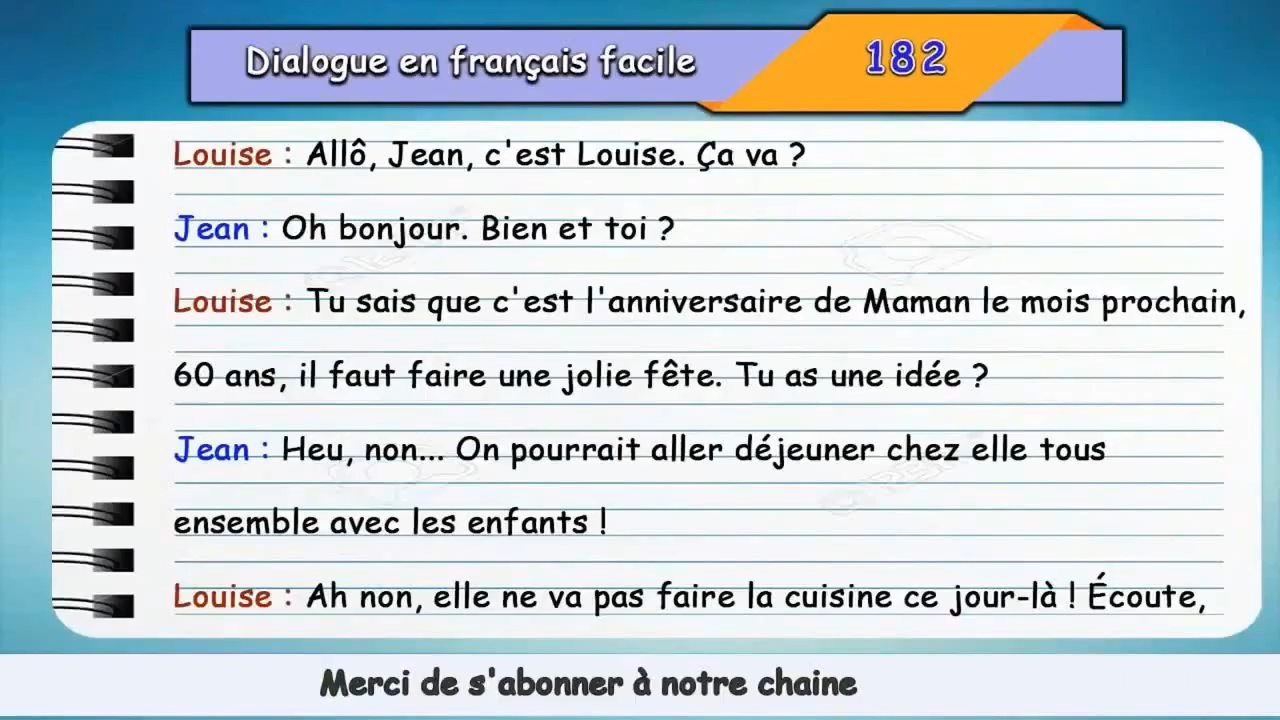 Dialogue en français facile
182
Louise : Allô, Jean, c'est Louise. Ça va ?
Jean : Oh bonjour. Bien et toi ?
Louise : Tu sais que c'est l'anniversaire de Maman le mois prochain,
60 ans, il faut faire une jolie fête. Tu as une idée ?
Jean : Heu, non... On pourrait aller déjeuner chez elle tous
ensemble avec les enfants !
Louise : Ah non, elle ne va pas faire la cuisine ce jour-là ! Écoute,
Merci de s'abonner à notre chaine